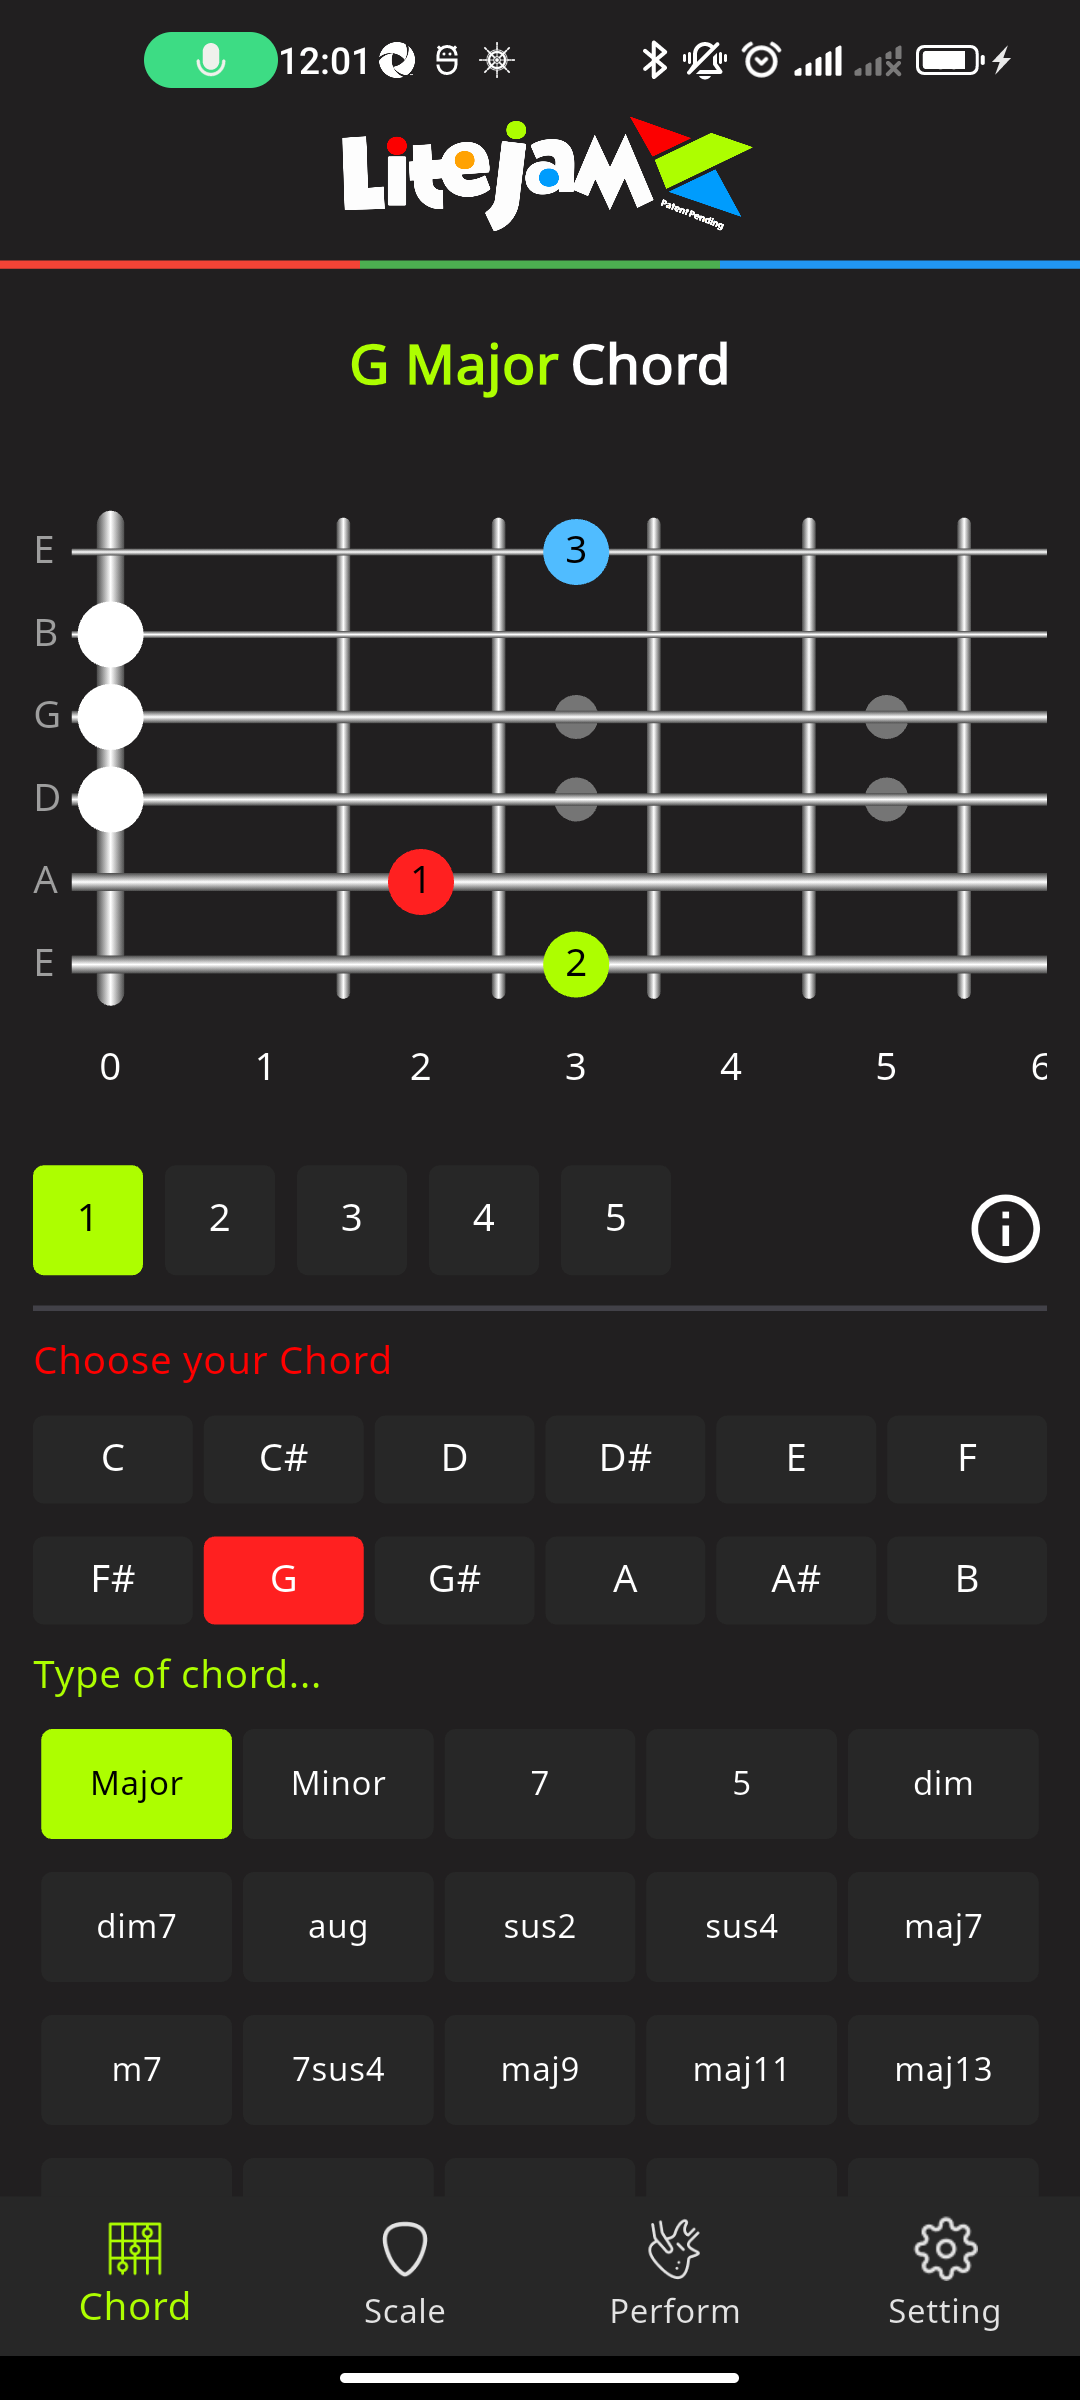 12:01
Litejam
Patent Pending
G Major Chord
E
3
B
G
D
A
1
E
2
0 1 2 3 4 5 6
1 2 3 4 5
Choose your Chord
C C# D D# E F
F# G G# A A# B
Type of chord...
Major Minor 7 5 dim
dim7 aug sus2 sus4 maj7
m7 7sus4 maj9 maj11 maj13
Chord Scale Perform Setting